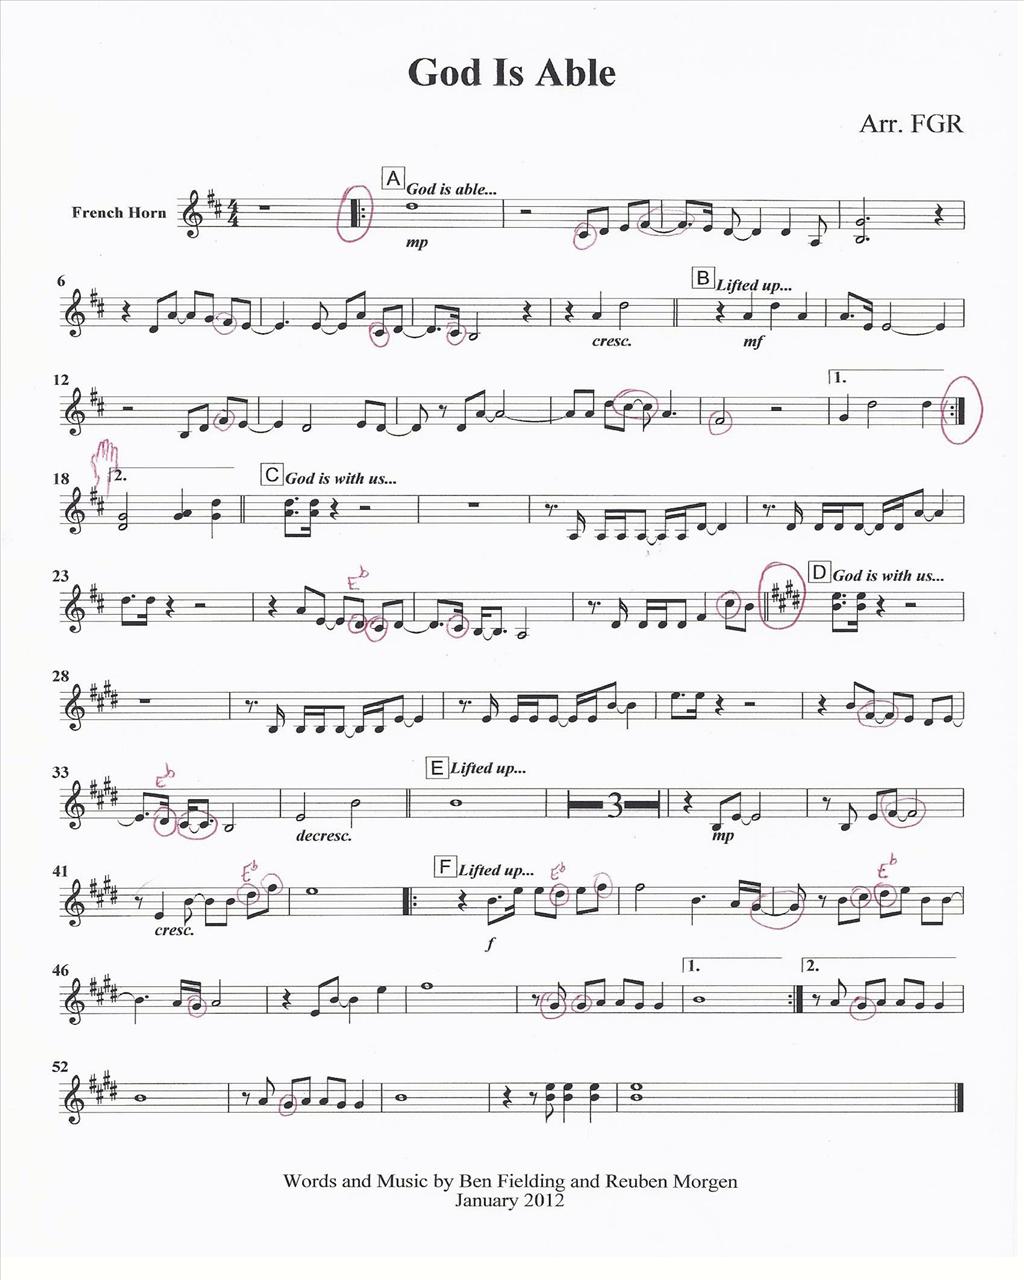 God Is Able
Arr. FGR
A God is able...
French Horn
mp
6
B Lifted up...
cresc. mf
12
1.
18 2. C God is with us...
23 E♭ D God is with us...
28
33 E♭ E Lifted up...
3
decresc. mp
41 E♭ F Lifted up... E♭ E♭
cresc. f
46 1. 2.
52
Words and Music by Ben Fielding and Reuben Morgen
January 2012